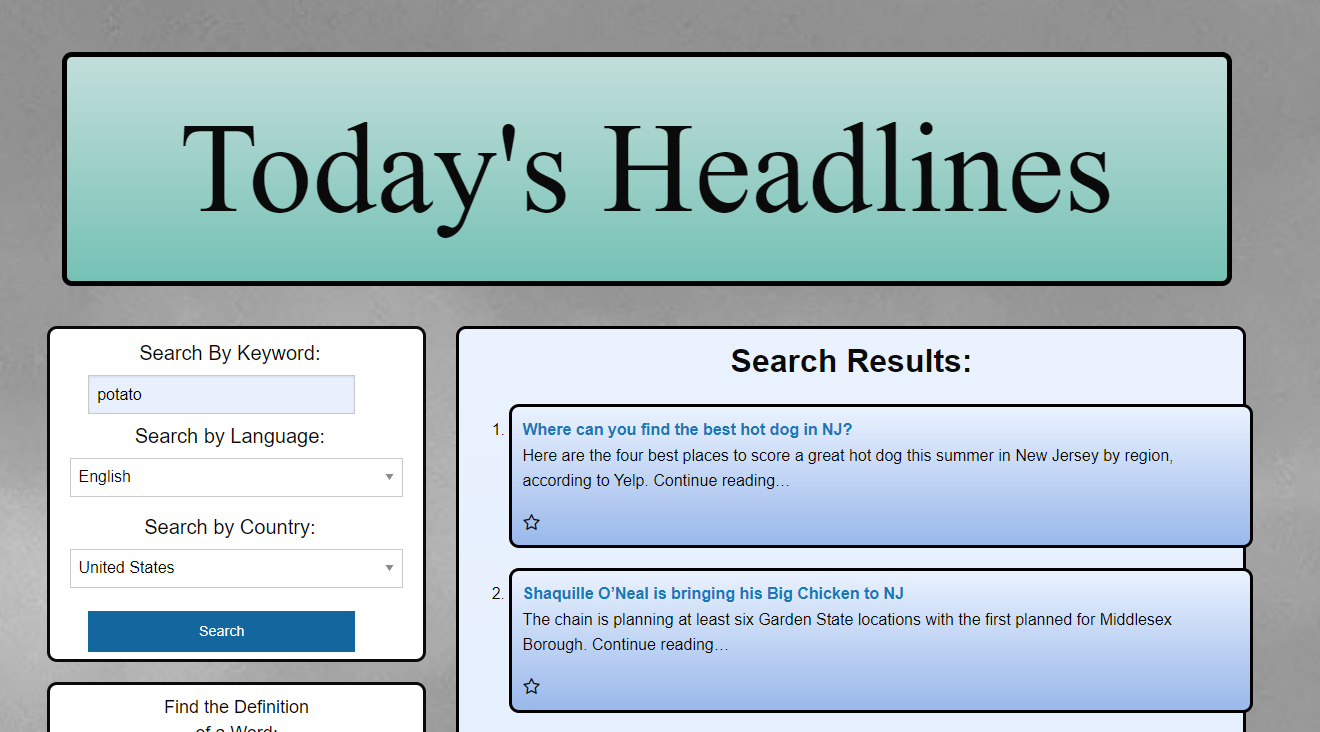 Today's Headlines
Search By Keyword:
potato
Search by Language:
English
Search by Country:
United States
Search
Find the Definition
of a Word:
Search Results:
1. Where can you find the best hot dog in NJ?
Here are the four best places to score a great hot dog this summer in New Jersey by region,
according to Yelp. Continue reading…
2. Shaquille O’Neal is bringing his Big Chicken to NJ
The chain is planning at least six Garden State locations with the first planned for Middlesex
Borough. Continue reading…